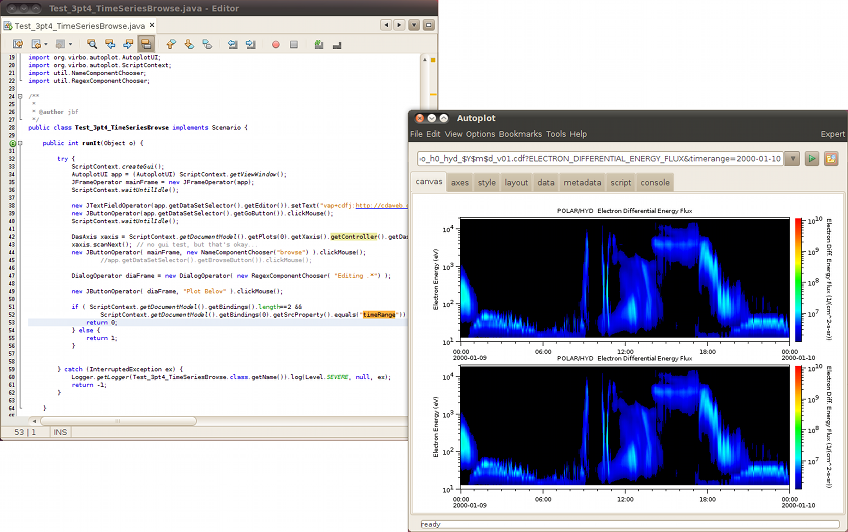 Test_3pt4_TimeSeriesBrowse.java - Editor
Test_3pt4_TimeSeriesBrowse.java
19 import org.virbo.autoplot.AutoplotUI;
20 import org.virbo.autoplot.ScriptContext;
21 import util.NameComponentChooser;
22 import util.RegexComponentChooser;
23
24 /**
25 *
26 * @author jbf
27 */
28 public class Test_3pt4_TimeSeriesBrowse implements Scenario {
29
public int runIt(Object o) {
31
32 try {
33 ScriptContext.createGui();
34 AutoplotUI app = (AutoplotUI) ScriptContext.getViewWindow();
35 JFrameOperator mainFrame = new JFrameOperator(app);
36 ScriptContext.waitUntilIdle();
37
38 new JTextFieldOperator(app.getDataSetSelector().getEditor()).setText("vap+cdfj:http://cdaweb
39 new JButtonOperator(app.getDataSetSelector().getGoButton()).clickMouse();
40 ScriptContext.waitUntilIdle();
41
42 DasAxis xaxis = ScriptContext.getDocumentModel().getPlots(0).getXaxis().getController().getDas
43 xaxis.scanNext(); // no gui test, but that's okay...
44 new JButtonOperator( mainFrame, new NameComponentChooser("browse") ).clickMouse();
45 //app.getDataSetSelector().getBrowseButton()).clickMouse();
46
47 DialogOperator diaFrame = new DialogOperator( new RegexComponentChooser( "Editing .*") );
48
49 new JButtonOperator( diaFrame, "Plot Below" ).clickMouse();
50
51 if ( ScriptContext.getDocumentModel().getBindings().length==2 &&
52 ScriptContext.getDocumentModel().getBindings(0).getSrcProperty().equals("timeRange"))
53 return 0;
54 } else {
55 return 1;
56 }
57
58
59 } catch (InterruptedException ex) {
60 Logger.getLogger(Test_3pt4_TimeSeriesBrowse.class.getName()).log(Level.SEVERE, null, ex);
61 return -1;
62 }
63
64 }
53 | 1 INS
Autoplot
File Edit View Options Bookmarks Tools Help Expert
o_h0_hyd_$Y$m$d_v01.cdf?ELECTRON_DIFFERENTIAL_ENERGY_FLUX&timerange=2000-01-10
canvas axes style layout data metadata script console
POLAR/HYD Electron Differential Energy Flux
Electron Energy (eV)
10^4
10^3
10^2
10^1
00:00 06:00 12:00 18:00 00:00
2000-01-09 2000-01-10
10^10
10^9
10^8
10^7
Electron Diff. Energy Flux (1/(cm^2-s-sr))
POLAR/HYD Electron Differential Energy Flux
Electron Energy (eV)
10^4
10^3
10^2
10^1
00:00 06:00 12:00 18:00 00:00
2000-01-09 2000-01-10
10^10
10^9
10^8
10^7
Electron Diff. Energy Flux (1/(cm^2-s-sr))
ready